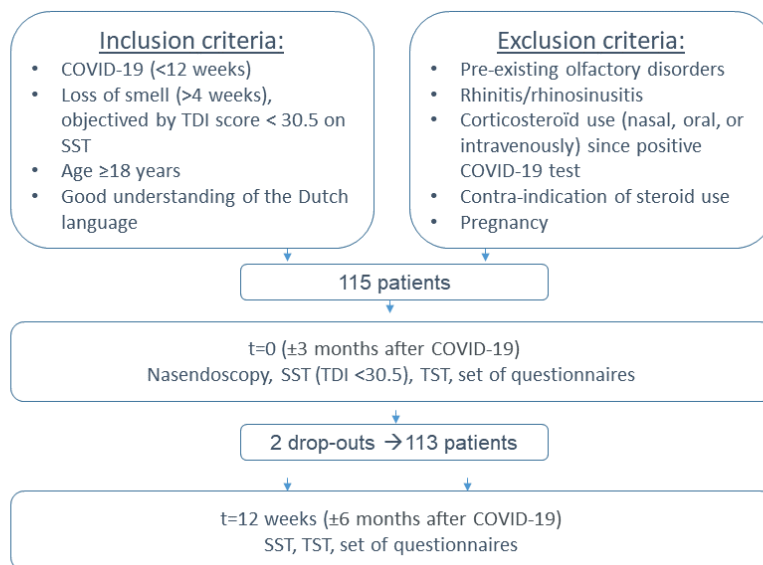 Inclusion criteria:
• COVID-19 (<12 weeks)
• Loss of smell (>4 weeks),
objectived by TDI score < 30.5 on
SST
• Age ≥18 years
• Good understanding of the Dutch
language
Exclusion criteria:
• Pre-existing olfactory disorders
• Rhinitis/rhinosinusitis
• Corticosteroïd use (nasal, oral, or
intravenously) since positive
COVID-19 test
• Contra-indication of steroid use
• Pregnancy
115 patients
t=0 (±3 months after COVID-19)
Nasendoscopy, SST (TDI <30.5), TST, set of questionnaires
2 drop-outs →113 patients
t=12 weeks (±6 months after COVID-19)
SST, TST, set of questionnaires